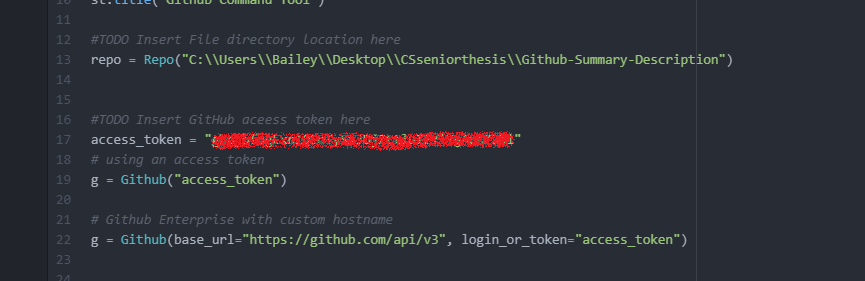 10 st.title("Github Command Tool")
11
12 #TODO Insert File directory location here
13 repo = Repo("C:\\Users\\Bailey\\Desktop\\CSseniorthesis\\Github-Summary-Description")
14
15
16 #TODO Insert GitHub aceess token here
17 access_token = " "
18 # using an access token
19 g = Github("access_token")
20
21 # Github Enterprise with custom hostname
22 g = Github(base_url="https://github.com/api/v3", login_or_token="access_token")
23
24